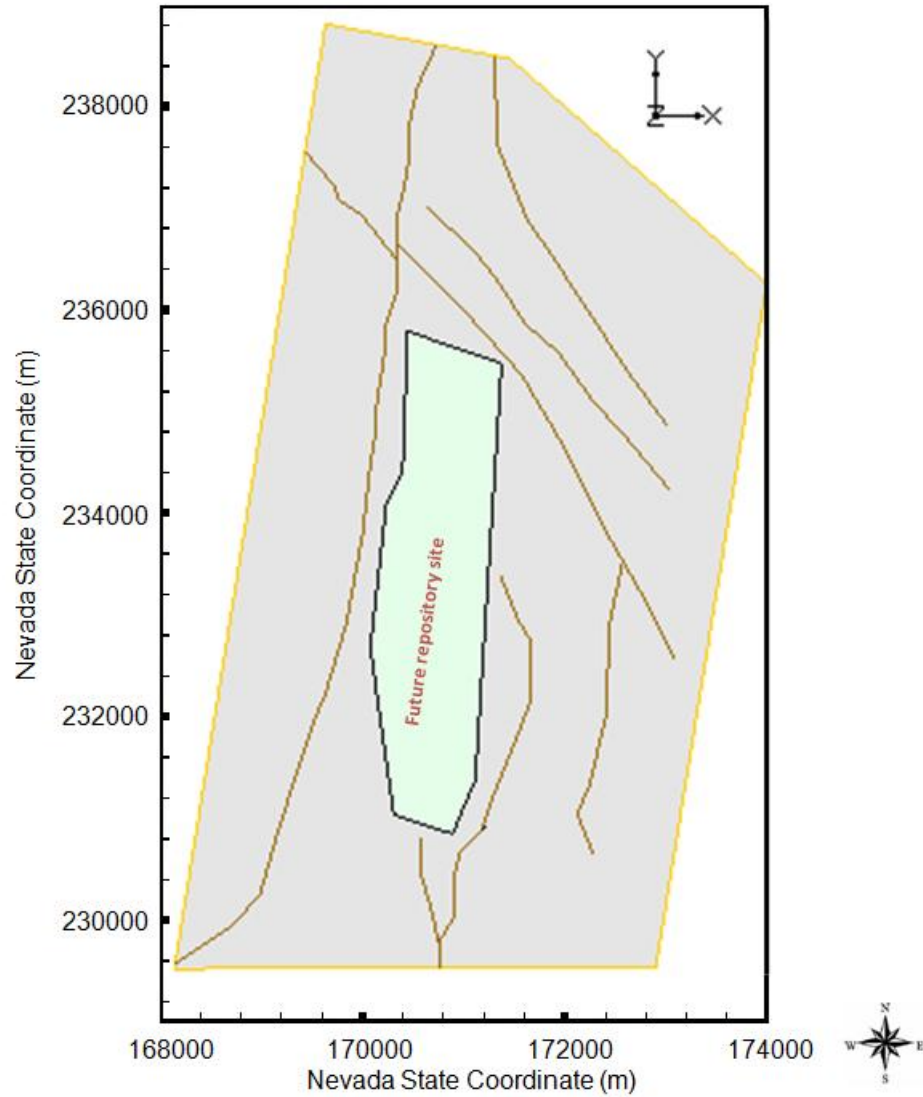 238000
236000
234000
232000
230000
Nevada State Coordinate (m)
Y
Z
X
Future repository site
168000
170000
172000
174000
Nevada State Coordinate (m)
N
W
E
S